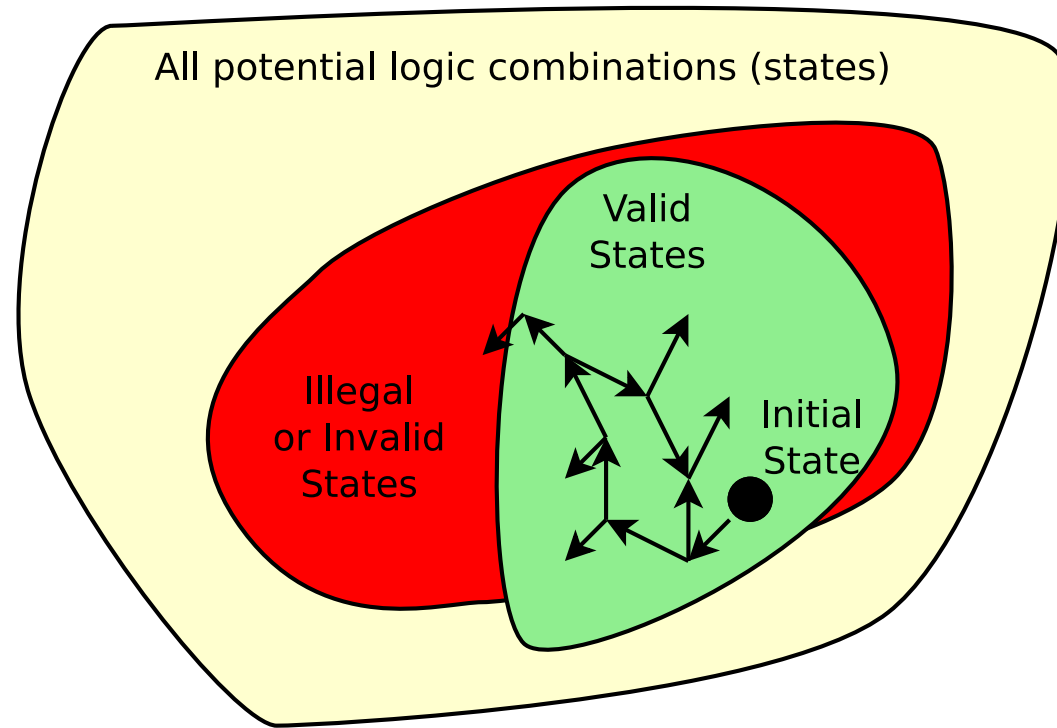 All potential logic combinations (states)
Valid
States
Illegal
or Invalid
States
Initial
State